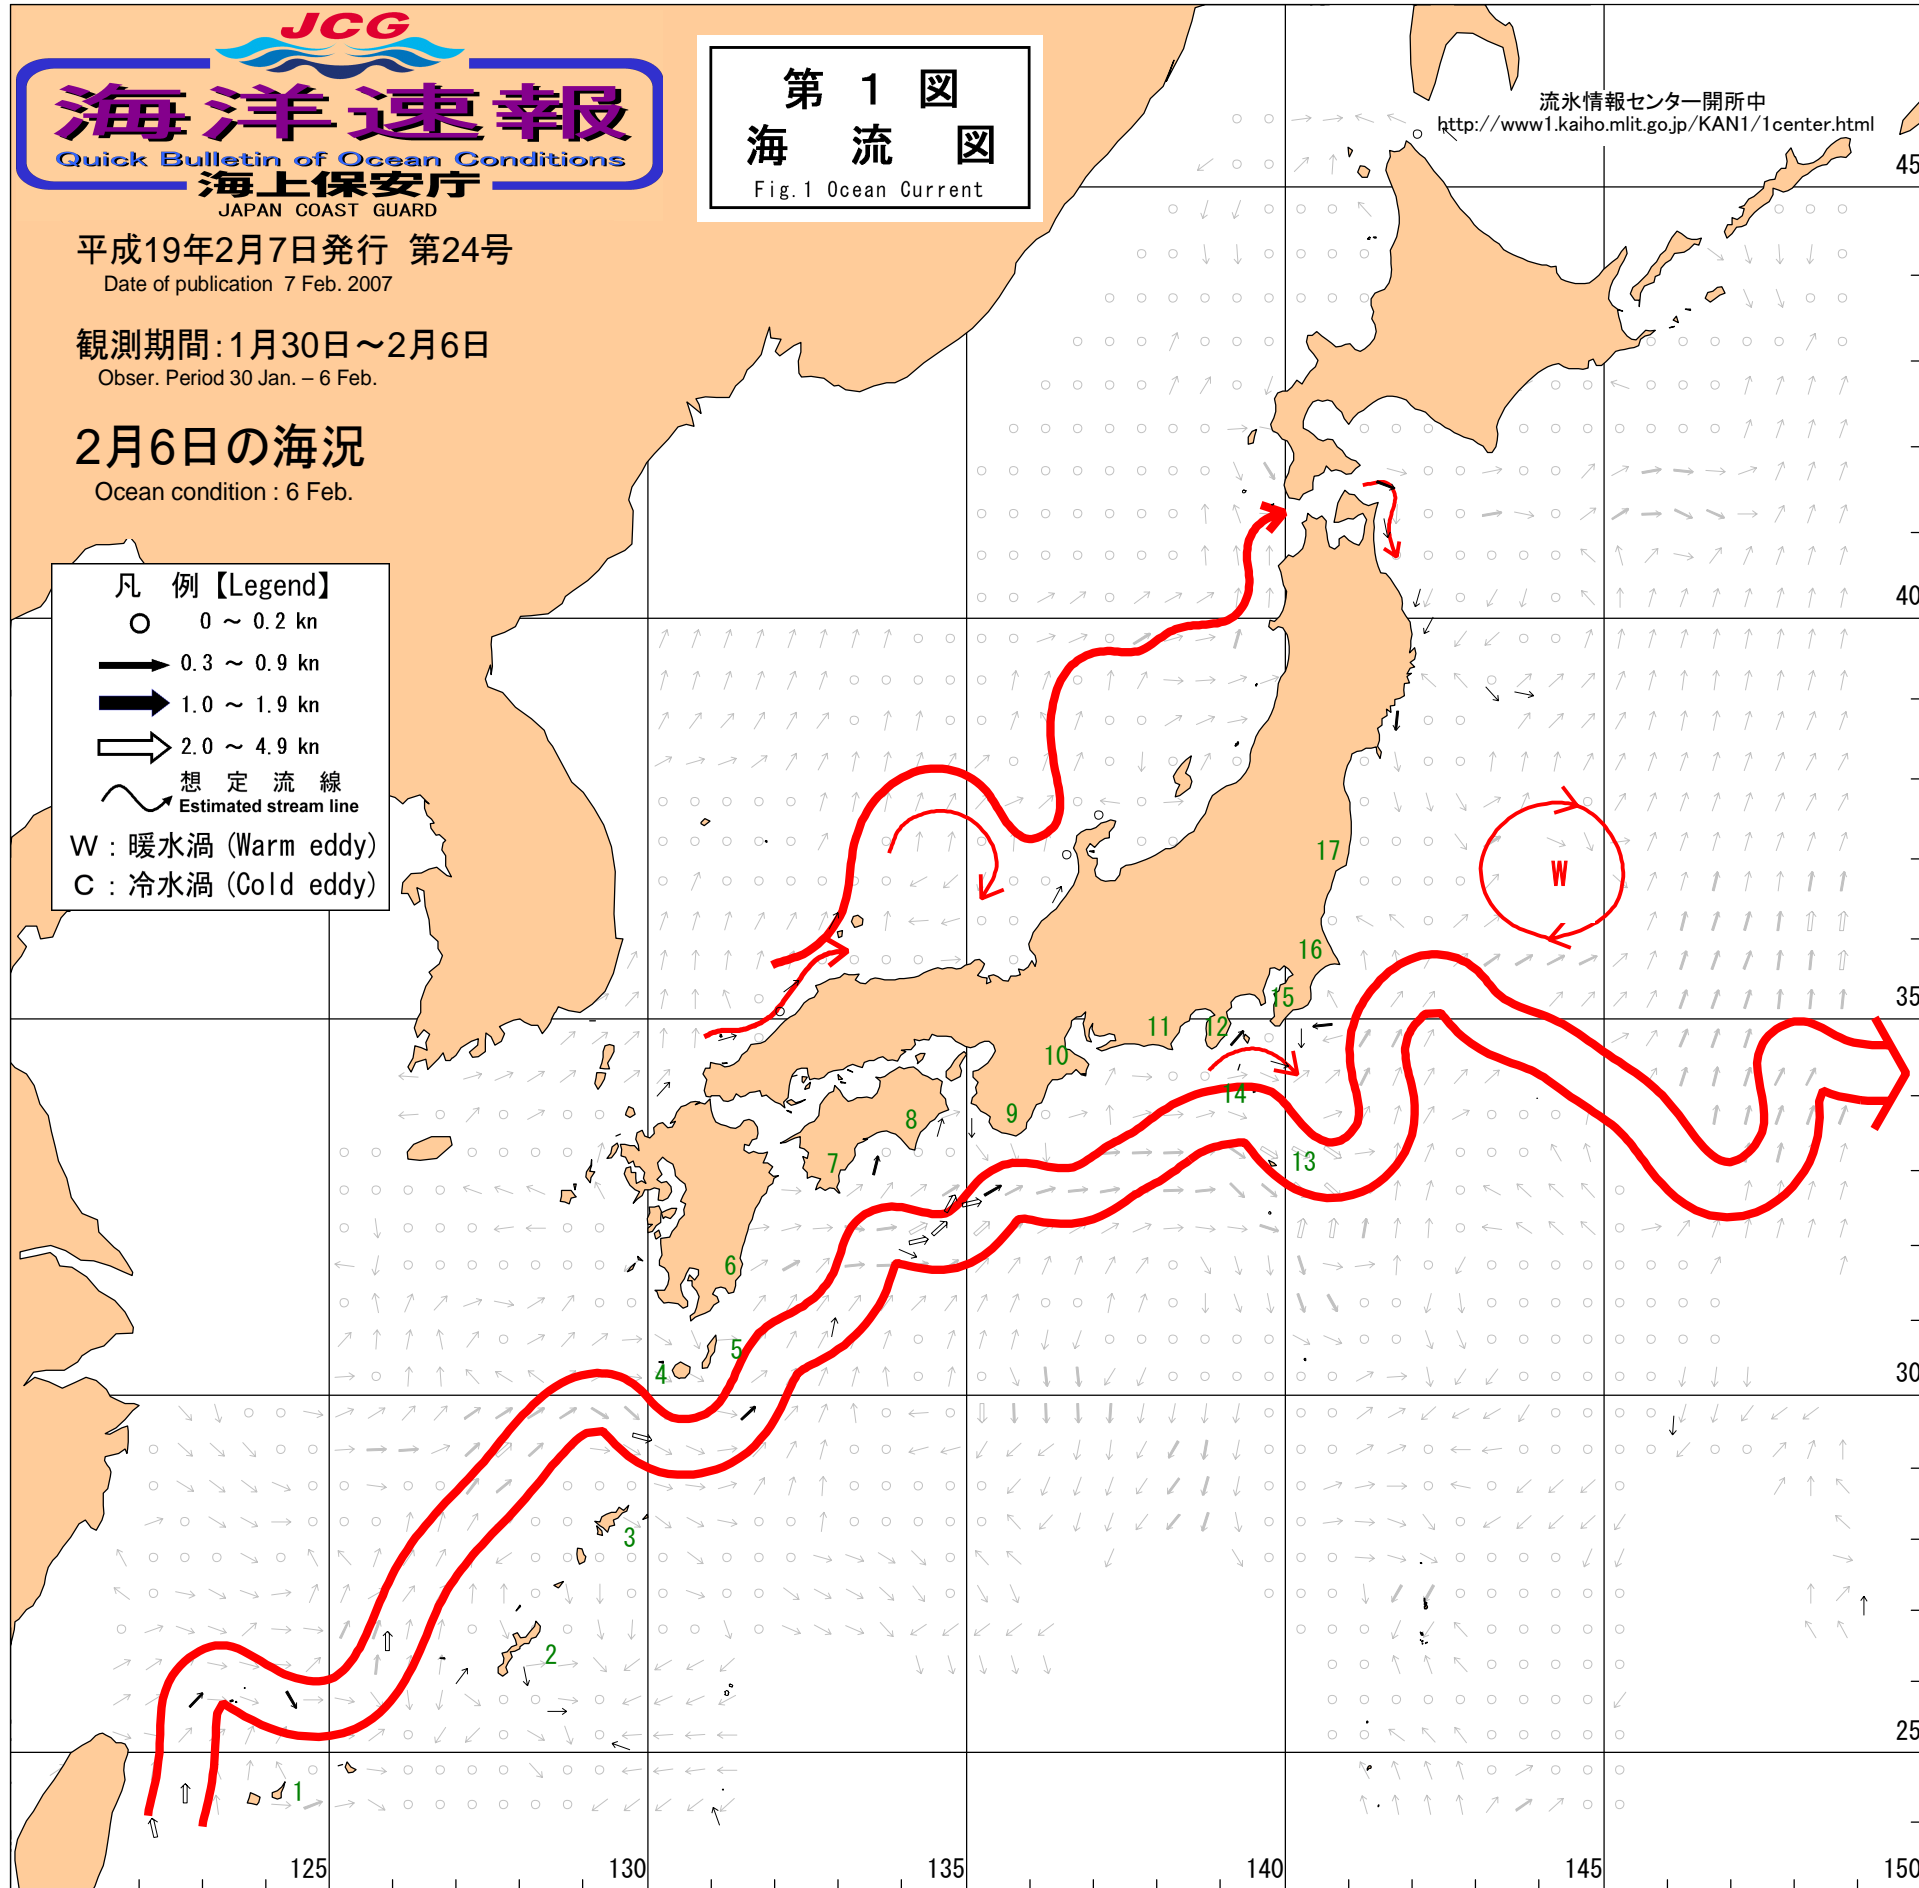 JCG
海洋速報
Quick Bulletin of Ocean Conditions
海上保安庁
JAPAN COAST GUARD
平成19年2月7日発行 第24号
Date of publication 7 Feb. 2007
観測期間:1月30日～2月6日
Obser. Period 30 Jan. – 6 Feb.
2月6日の海況
Ocean condition : 6 Feb.
第 1 図
海 流 図
Fig.1 Ocean Current
流氷情報センター開所中
http://www1.kaiho.mlit.go.jp/KAN1/1center.html
凡 例【Legend】
0 ～ 0.2 kn
0.3 ～ 0.9 kn
1.0 ～ 1.9 kn
2.0 ～ 4.9 kn
想 定 流 線
Estimated stream line
W : 暖水渦 (Warm eddy)
C : 冷水渦 (Cold eddy)
45
40
35
30
25
W
17
16
15
12
11
10
14
9
8
13
7
6
5
4
3
2
1
125
130
135
140
145
150